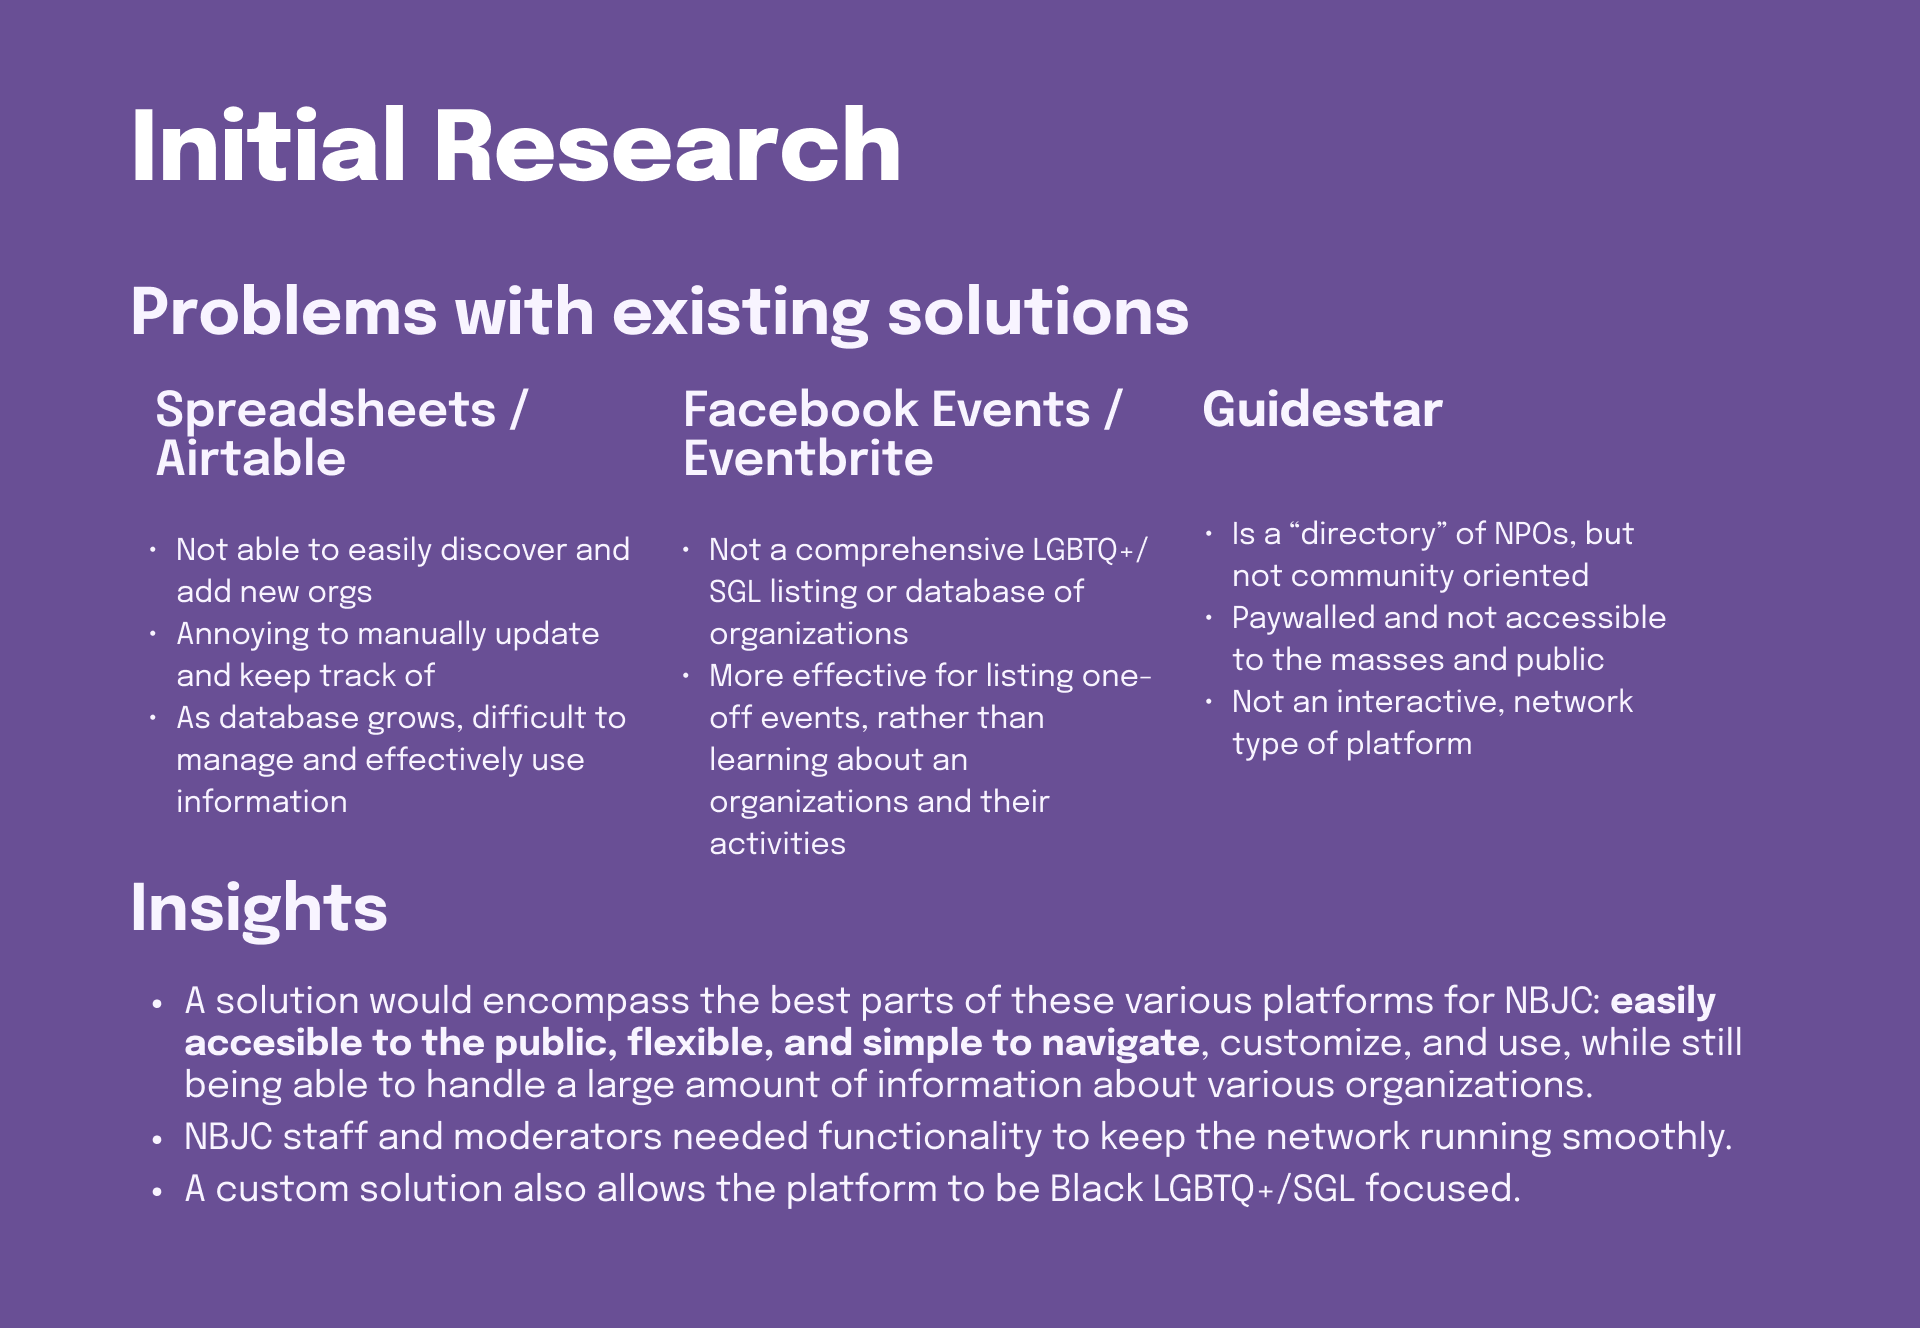 Initial Research
Problems with existing solutions
Spreadsheets /
Airtable
• Not able to easily discover and
add new orgs
• Annoying to manually update
and keep track of
• As database grows, difficult to
manage and effectively use
information
Facebook Events /
Eventbrite
• Not a comprehensive LGBTQ+/
SGL listing or database of
organizations
• More effective for listing one-
off events, rather than
learning about an
organizations and their
activities
Guidestar
• Is a “directory” of NPOs, but
not community oriented
• Paywalled and not accessible
to the masses and public
• Not an interactive, network
type of platform
Insights
• A solution would encompass the best parts of these various platforms for NBJC: easily
accesible to the public, flexible, and simple to navigate, customize, and use, while still
being able to handle a large amount of information about various organizations.
• NBJC staff and moderators needed functionality to keep the network running smoothly.
• A custom solution also allows the platform to be Black LGBTQ+/SGL focused.